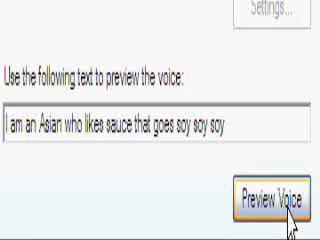 Settings...
Use the following text to preview the voice:
I am an Asian who likes sauce that goes soy soy soy
Preview Voice